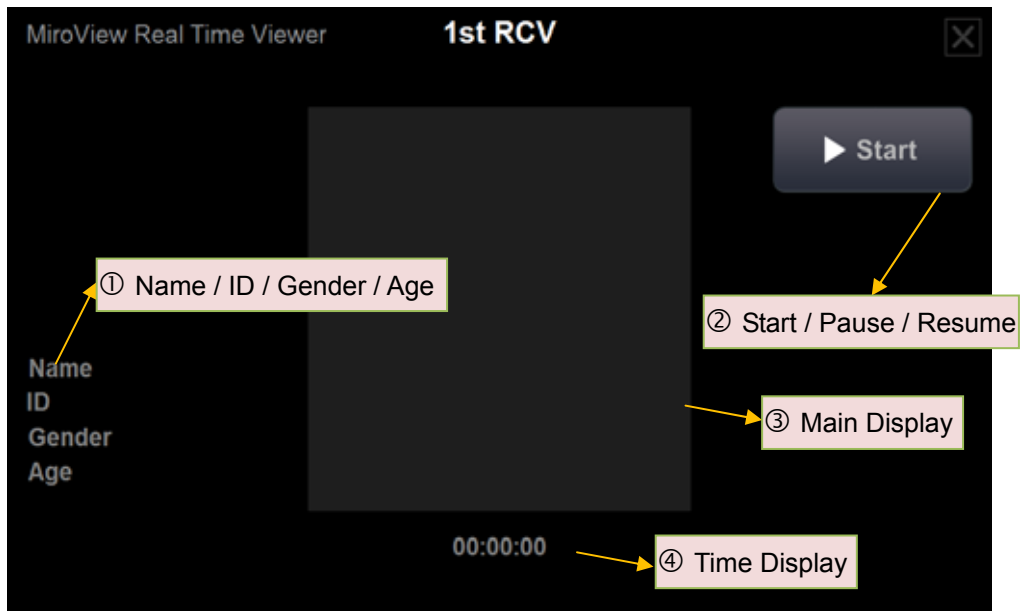 MiroView Real Time Viewer 1st RCV
Start
① Name / ID / Gender / Age
② Start / Pause / Resume
Name
ID
Gender
Age
③ Main Display
00:00:00
④ Time Display